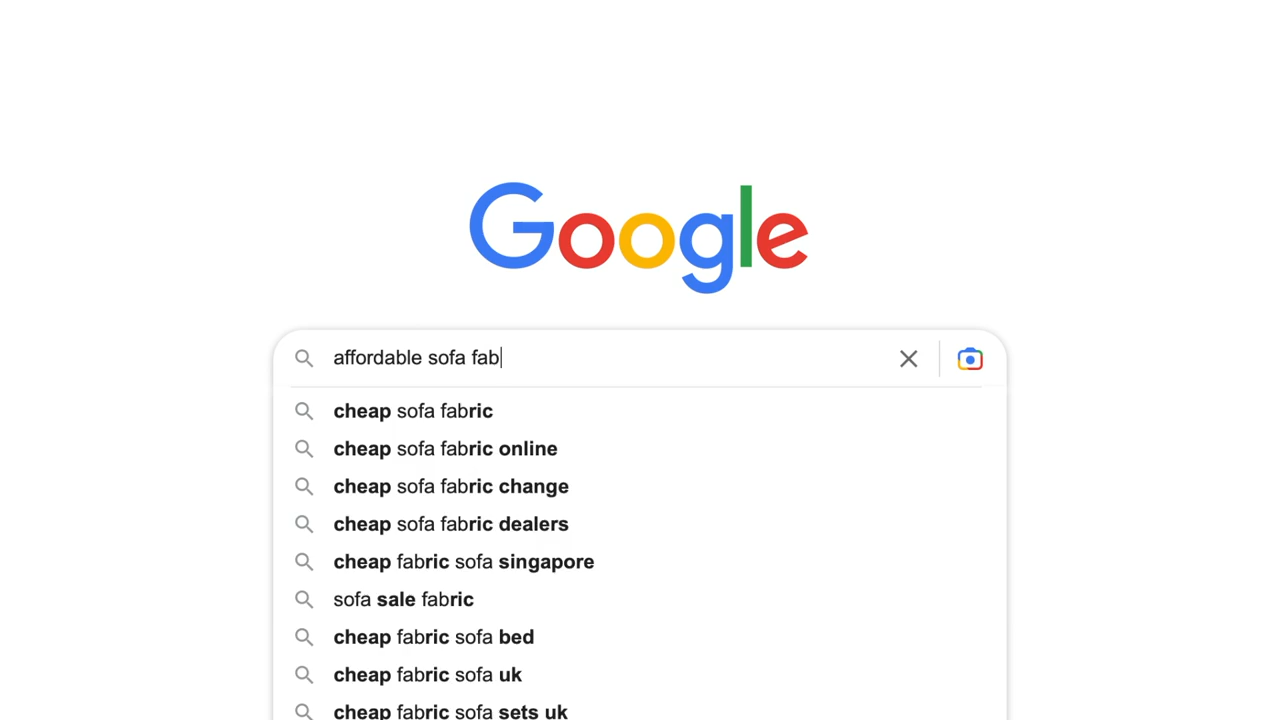 Google
affordable sofa fab
cheap sofa fabric
cheap sofa fabric online
cheap sofa fabric change
cheap sofa fabric dealers
cheap fabric sofa singapore
sofa sale fabric
cheap fabric sofa bed
cheap fabric sofa uk
cheap fabric sofa sets uk